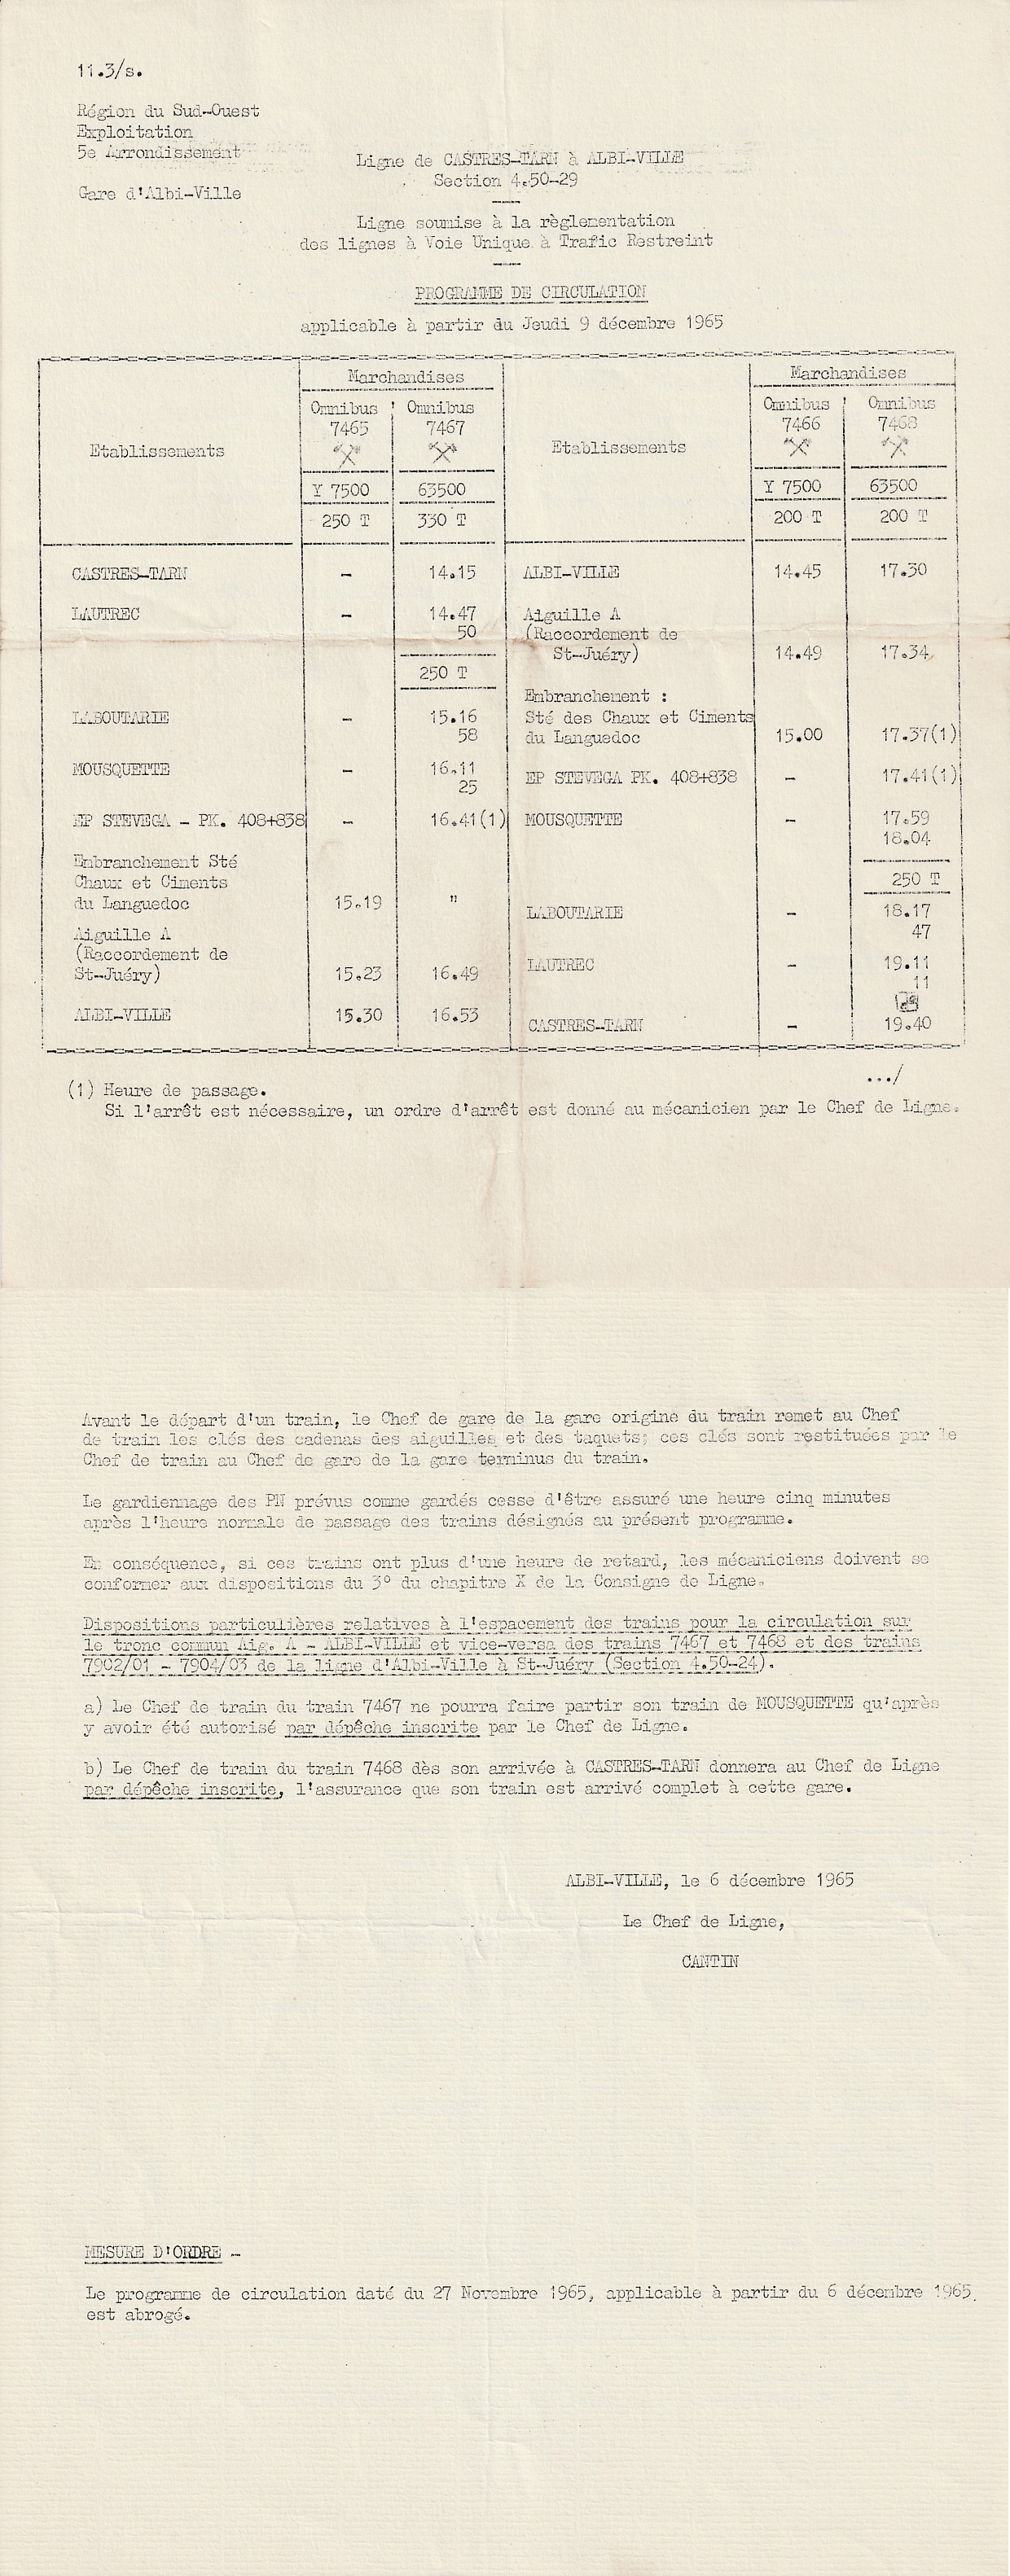 11.3/s.
Région du Sud-Ouest
Exploitation
5e Arrondissement
Gare d'Albi-Ville
Ligne de CASTRES-TARN à ALBI-VILLE
Section 4.50-29
Ligne soumise à la règlementation
des lignes à Voie Unique à Trafic Restreint
PROGRAMME DE CIRCULATION
applicable à partir du Jeudi 9 décembre 1965
Etablissements Marchandises Etablissements Marchandises
Omnibus Omnibus Omnibus Omnibus
7465 7467 7466 7468
Y 7500 63500 Y 7500 63500
250 T 330 T 200 T 200 T
CASTRES-TARN - 14.15
LAUTREC - 14.47
50
250 T
LABOUTARIE - 15.16
58
MOUSQUETTE - 16.11
25
EP STEVEGA - PK. 408+838 - 16.41(1)
Embranchement Sté
Chaux et Ciments
du Languedoc 15.19 "
Aiguille A
(Raccordement de
St-Juéry) 15.23 16.49
ALBI-VILLE 15.30 16.53
ALBI-VILLE 14.45 17.30
Aiguille A
(Raccordement de
St-Juéry) 14.49 17.34
Embranchement :
Sté des Chaux et Ciments
du Languedoc 15.00 17.37(1)
EP STEVEGA PK. 408+838 - 17.41(1)
MOUSQUETTE - 17.59
18.04
250 T
LABOUTARIE - 18.17
47
LAUTREC - 19.11
11
CASTRES-TARN - 19.40
.../
(1) Heure de passage.
Si l'arrêt est nécessaire, un ordre d'arrêt est donné au mécanicien par le Chef de Ligne.
Avant le départ d'un train, le Chef de gare de la gare origine du train remet au Chef
de train les clés des cadenas des aiguilles et des taquets; ces clés sont restituées par le
Chef de train au Chef de gare de la gare terminus du train.
Le gardiennage des PN prévus comme gardés cesse d'être assuré une heure cinq minutes
après l'heure normale de passage des trains désignés au présent programme.
En conséquence, si ces trains ont plus d'une heure de retard, les mécaniciens doivent se
conformer aux dispositions du 3° du chapitre X de la Consigne de Ligne.
Dispositions particulières relatives à l'espacement des trains pour la circulation sur
le tronc commun Aig. A - ALBI-VILLE et vice-versa des trains 7467 et 7468 et des trains
7902/01 - 7904/03 de la ligne d'Albi-Ville à St-Juéry (Section 4.50-24).
a) Le Chef de train du train 7467 ne pourra faire partir son train de MOUSQUETTE qu'après
y avoir été autorisé par dépêche inscrite par le Chef de Ligne.
b) Le Chef de train du train 7468 dès son arrivée à CASTRES-TARN donnera au Chef de Ligne
par dépêche inscrite, l'assurance que son train est arrivé complet à cette gare.
ALBI-VILLE, le 6 décembre 1965
Le Chef de Ligne,
CANTIN
MESURE D'ORDRE -
Le programme de circulation daté du 27 Novembre 1965, applicable à partir du 6 décembre 1965.
est abrogé.